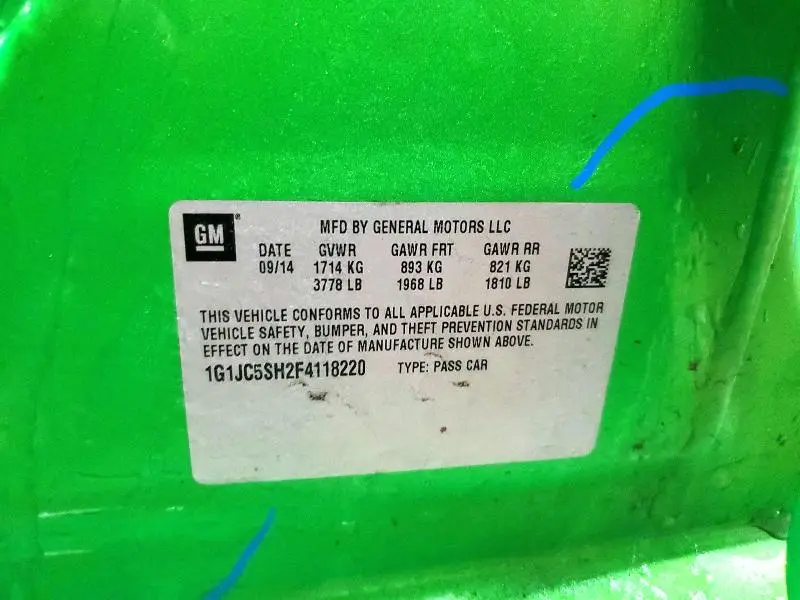 GM®
MFD BY GENERAL MOTORS LLC
DATE GVWR GAWR FRT GAWR RR
09/14 1714 KG 893 KG 821 KG
3778 LB 1968 LB 1810 LB
THIS VEHICLE CONFORMS TO ALL APPLICABLE U.S. FEDERAL MOTOR
VEHICLE SAFETY, BUMPER, AND THEFT PREVENTION STANDARDS IN
EFFECT ON THE DATE OF MANUFACTURE SHOWN ABOVE.
1G1JC5SH2F4118220 TYPE: PASS CAR